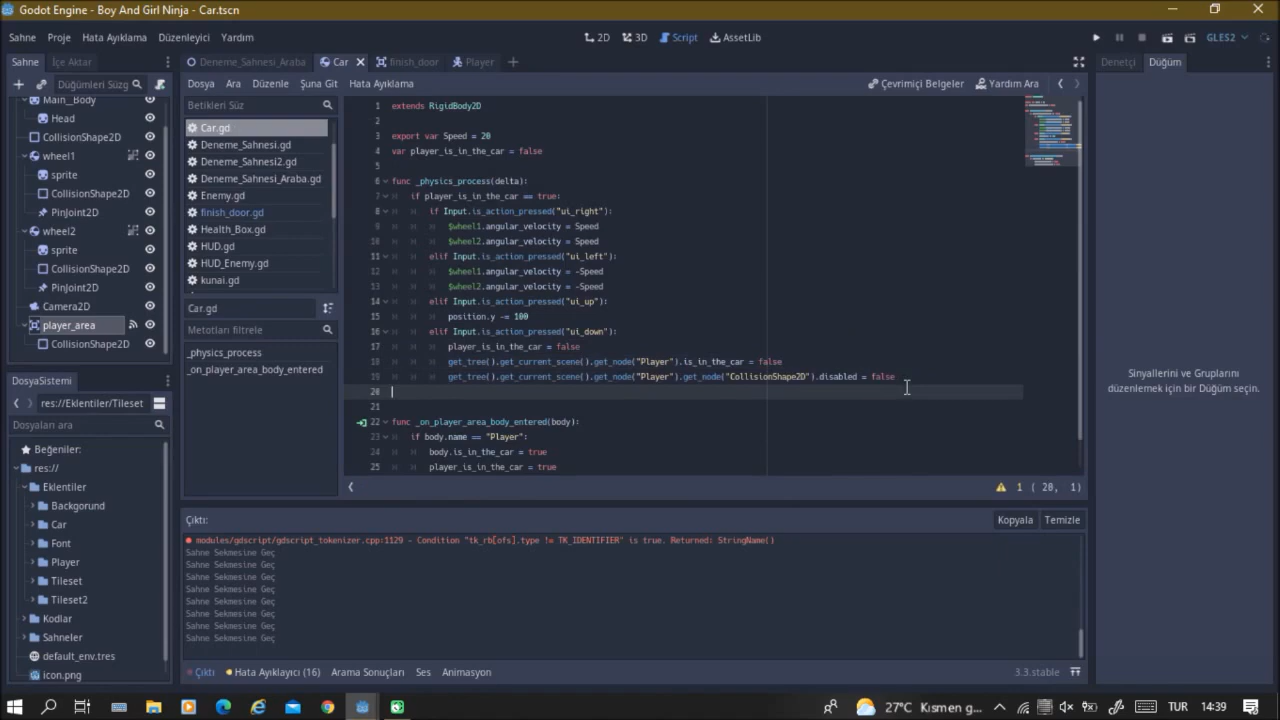 Godot Engine - Boy And Girl Ninja - Car.tscn
Sahne Proje Hata Ayıklama Düzenleyici Yardım
2D 3D Script AssetLib
GLES2
Sahne İçe Aktar
Deneme_Sahnesi_Araba Car finish_door Player
Denetçi Düğüm
Düğümleri Süzg
Dosya Ara Düzenle Şuna Git Hata Ayıklama
Çevrimiçi Belgeler Yardım Ara
Main_Body
Head
CollisionShape2D
wheel1
sprite
CollisionShape2D
PinJoint2D
wheel2
sprite
CollisionShape2D
PinJoint2D
Camera2D
player_area
CollisionShape2D
Betikleri Süz
Car.gd
Deneme_Sahnesi.gd
Deneme_Sahnesi2.gd
Deneme_Sahnesi_Araba.gd
Enemy.gd
finish_door.gd
Health_Box.gd
HUD.gd
HUD_Enemy.gd
kunai.gd
Car.gd
Metotları filtrele
_physics_process
_on_player_area_body_entered
1 extends RigidBody2D
2
3 export var Speed = 20
4 var player_is_in_the_car = false
5
6 func _physics_process(delta):
7 if player_is_in_the_car == true:
8 if Input.is_action_pressed("ui_right"):
9 $wheel1.angular_velocity = Speed
10 $wheel2.angular_velocity = Speed
11 elif Input.is_action_pressed("ui_left"):
12 $wheel1.angular_velocity = -Speed
13 $wheel2.angular_velocity = -Speed
14 elif Input.is_action_pressed("ui_up"):
15 position.y -= 100
16 elif Input.is_action_pressed("ui_down"):
17 player_is_in_the_car = false
18 get_tree().get_current_scene().get_node("Player").is_in_the_car = false
19 get_tree().get_current_scene().get_node("Player").get_node("CollisionShape2D").disabled = false
20
21
22 func _on_player_area_body_entered(body):
23 if body.name == "Player":
24 body.is_in_the_car = true
25 player_is_in_the_car = true
1 ( 20, 1)
Sinyallerini ve Gruplarını
düzenlemek için bir Düğüm seçin.
DosyaSistemi
res://Eklentiler/Tileset
Dosyaları ara
Beğeniler:
res://
Eklentiler
Backgorund
Car
Font
Player
Tileset
Tileset2
Kodlar
Sahneler
default_env.tres
icon.png
Çıktı:
Kopyala Temizle
modules/gdscript/gdscript_tokenizer.cpp:1129 - Condition "tk_rb[ofs].type != TK_IDENTIFIER" is true. Returned: StringName()
Sahne Sekmesine Geç
Sahne Sekmesine Geç
Sahne Sekmesine Geç
Sahne Sekmesine Geç
Sahne Sekmesine Geç
Sahne Sekmesine Geç
Sahne Sekmesine Geç
Sahne Sekmesine Geç
Çıktı Hata Ayıklayıcı (16) Arama Sonuçları Ses Animasyon
3.3.stable
27°C Kısmen g...
TUR 14:39